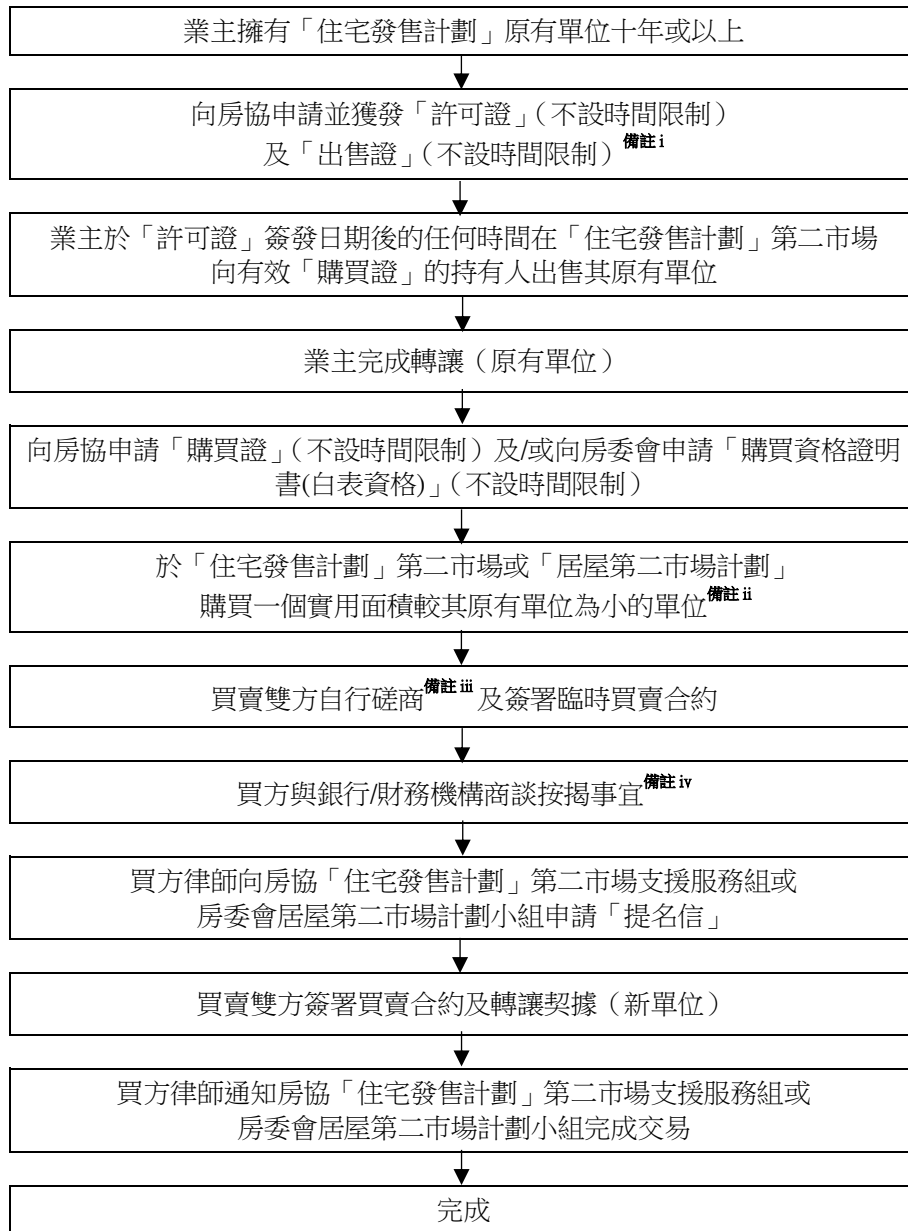 業主擁有「住宅發售計劃」原有單位十年或以上
向房協申請並獲發「許可證」(不設時間限制)
及「出售證」(不設時間限制)備註 i
業主於「許可證」簽發日期後的任何時間在「住宅發售計劃」第二市場
向有效「購買證」的持有人出售其原有單位
業主完成轉讓(原有單位)
向房協申請「購買證」(不設時間限制)及/或向房委會申請「購買資格證明
書(白表資格)」(不設時間限制)
於「住宅發售計劃」第二市場或「居屋第二市場計劃」
購買一個實用面積較其原有單位為小的單位備註 ii
買賣雙方自行磋商備註 iii 及簽署臨時買賣合約
買方與銀行/財務機構商談按揭事宜備註 iv
買方律師向房協「住宅發售計劃」第二市場支援服務組或
房委會居屋第二市場計劃小組申請「提名信」
買賣雙方簽署買賣合約及轉讓契據(新單位)
買方律師通知房協「住宅發售計劃」第二市場支援服務組或
房委會居屋第二市場計劃小組完成交易
完成